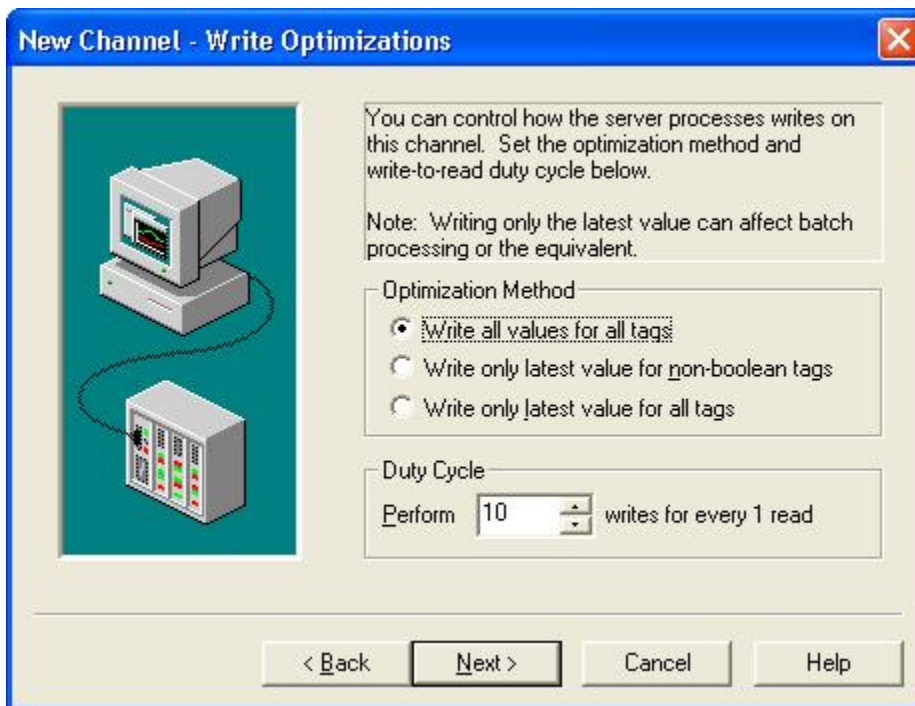 New Channel - Write Optimizations
You can control how the server processes writes on
this channel.  Set the optimization method and
write-to-read duty cycle below.
Note:  Writing only the latest value can affect batch
processing or the equivalent.
Optimization Method
Write all values for all tags
Write only latest value for non-boolean tags
Write only latest value for all tags
Duty Cycle
Perform 10 writes for every 1 read
< Back Next > Cancel Help